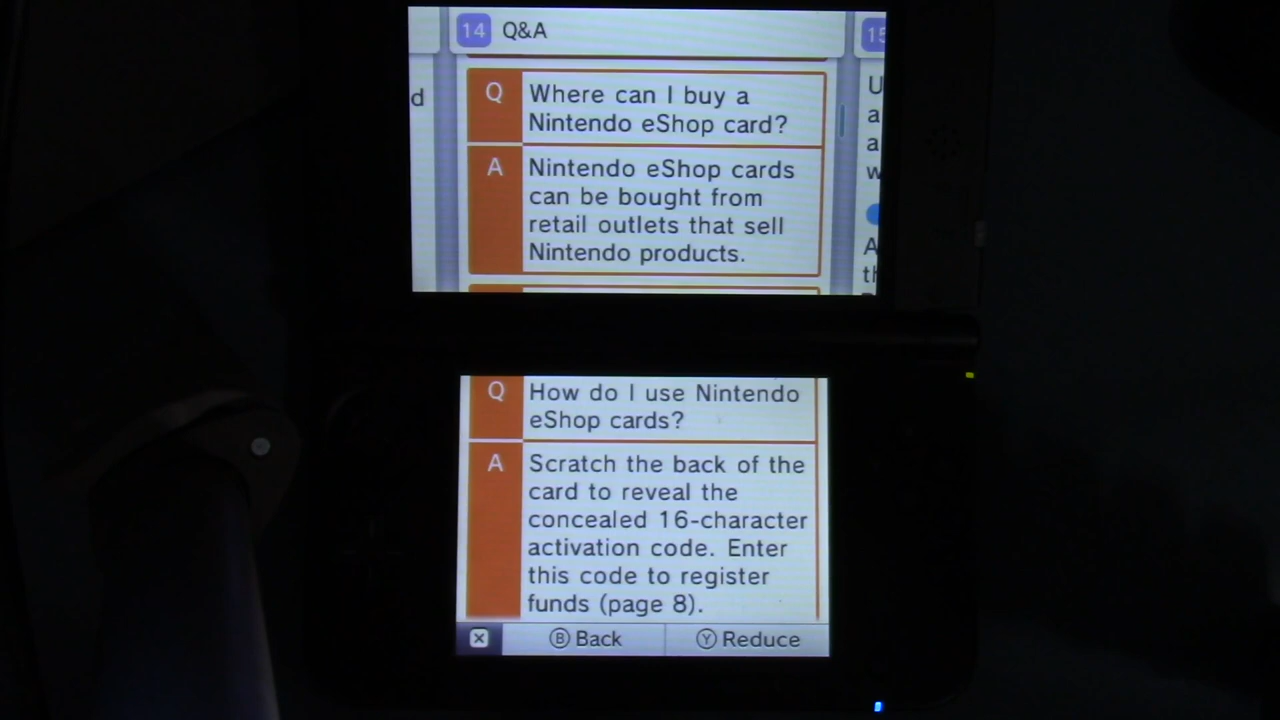 14 Q&A
15
d
Q Where can I buy a
Nintendo eShop card?
A Nintendo eShop cards
can be bought from
retail outlets that sell
Nintendo products.
U
a
a
w
A
Q How do I use Nintendo
eShop cards?
A Scratch the back of the
card to reveal the
concealed 16-character
activation code. Enter
this code to register
funds (page 8).
X B Back Y Reduce